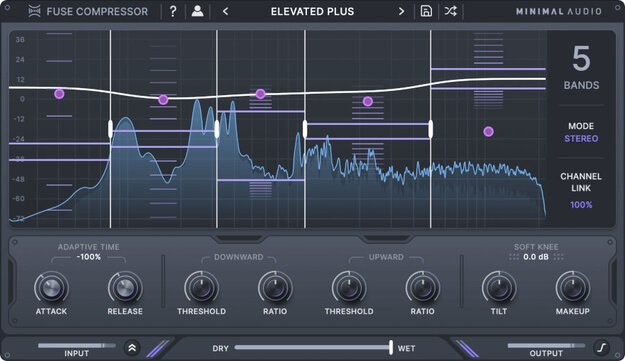 FUSE COMPRESSOR
?
ELEVATED PLUS
MINIMAL AUDIO
36
24
12
0
-12
-24
-36
-48
-60
-72
5
BANDS
MODE
STEREO
CHANNEL
LINK
100%
ADAPTIVE TIME
-100%
DOWNWARD
UPWARD
SOFT KNEE
0.0 dB
ATTACK
RELEASE
THRESHOLD
RATIO
THRESHOLD
RATIO
TILT
MAKEUP
INPUT
DRY
WET
OUTPUT